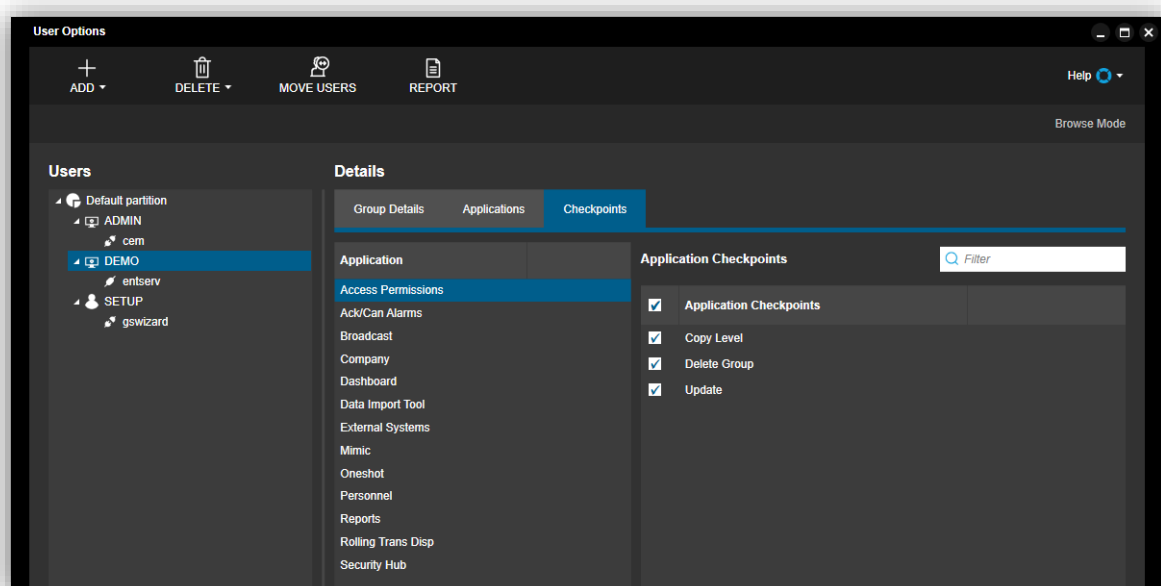 User Options
ADD
DELETE
MOVE USERS
REPORT
Help
Browse Mode
Users
Default partition
ADMIN
cem
DEMO
entserv
SETUP
gswizard
Details
Group Details
Applications
Checkpoints
Application
Access Permissions
Ack/Can Alarms
Broadcast
Company
Dashboard
Data Import Tool
External Systems
Mimic
Oneshot
Personnel
Reports
Rolling Trans Disp
Security Hub
Application Checkpoints
Filter
Application Checkpoints
Copy Level
Delete Group
Update